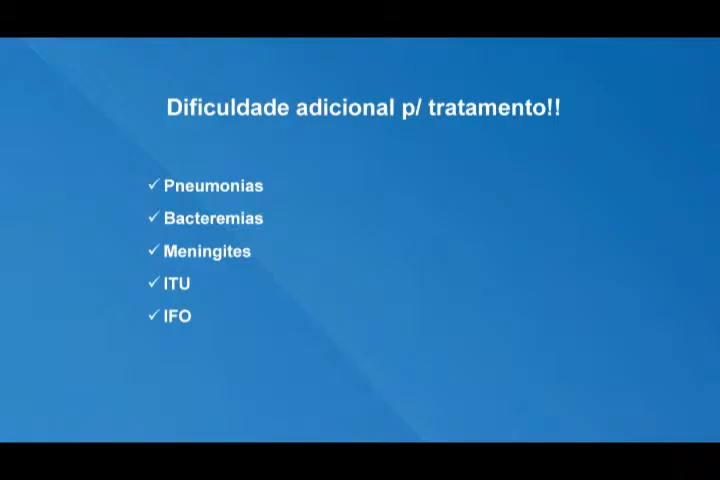 Dificuldade adicional p/ tratamento!!
✓ Pneumonias
✓ Bacteremias
✓ Meningites
✓ ITU
✓ IFO